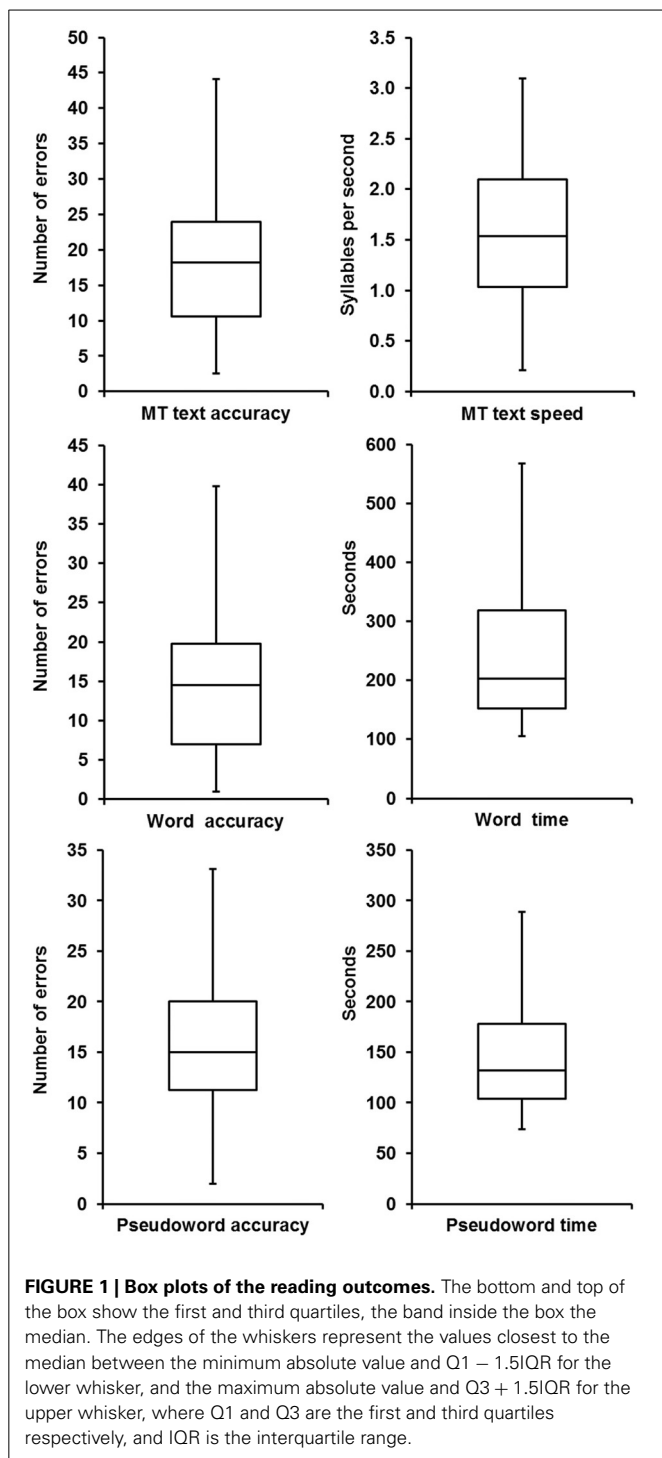 50
45
40
35
30
25
20
15
10
5
0
Number of errors
MT text accuracy
3.5
3.0
2.5
2.0
1.5
1.0
0.5
0.0
Syllables per second
MT text speed
45
40
35
30
25
20
15
10
5
0
Number of errors
Word accuracy
600
500
400
300
200
100
0
Seconds
Word time
35
30
25
20
15
10
5
0
Number of errors
Pseudoword accuracy
350
300
250
200
150
100
50
0
Seconds
Pseudoword time
FIGURE 1 | Box plots of the reading outcomes. The bottom and top of
the box show the first and third quartiles, the band inside the box the
median. The edges of the whiskers represent the values closest to the
median between the minimum absolute value and Q1 − 1.5IQR for the
lower whisker, and the maximum absolute value and Q3 + 1.5IQR for the
upper whisker, where Q1 and Q3 are the first and third quartiles
respectively, and IQR is the interquartile range.